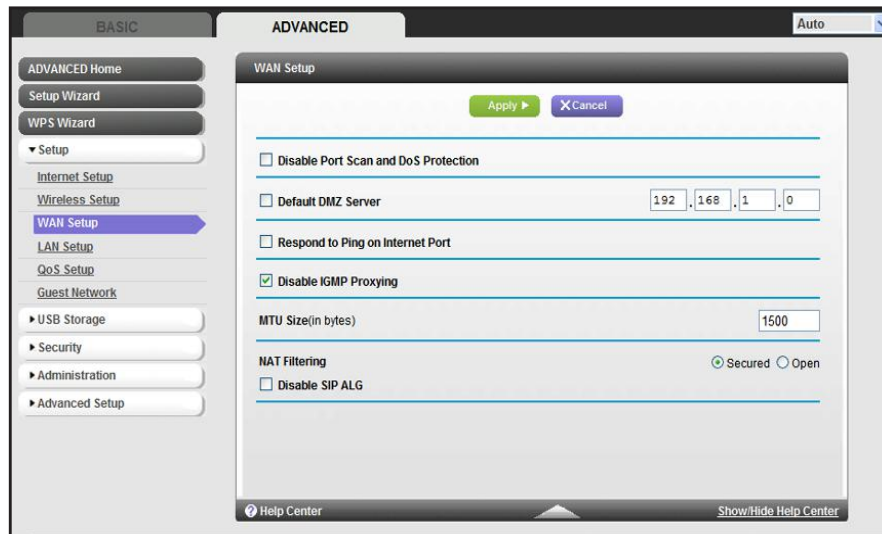 BASIC
ADVANCED
Auto
ADVANCED Home
Setup Wizard
WPS Wizard
Setup
Internet Setup
Wireless Setup
WAN Setup
LAN Setup
QoS Setup
Guest Network
USB Storage
Security
Administration
Advanced Setup
WAN Setup
Apply
Cancel
Disable Port Scan and DoS Protection
Default DMZ Server
192 . 168 . 1 . 0
Respond to Ping on Internet Port
Disable IGMP Proxying
MTU Size(in bytes)
1500
NAT Filtering
Secured Open
Disable SIP ALG
Help Center
Show/Hide Help Center